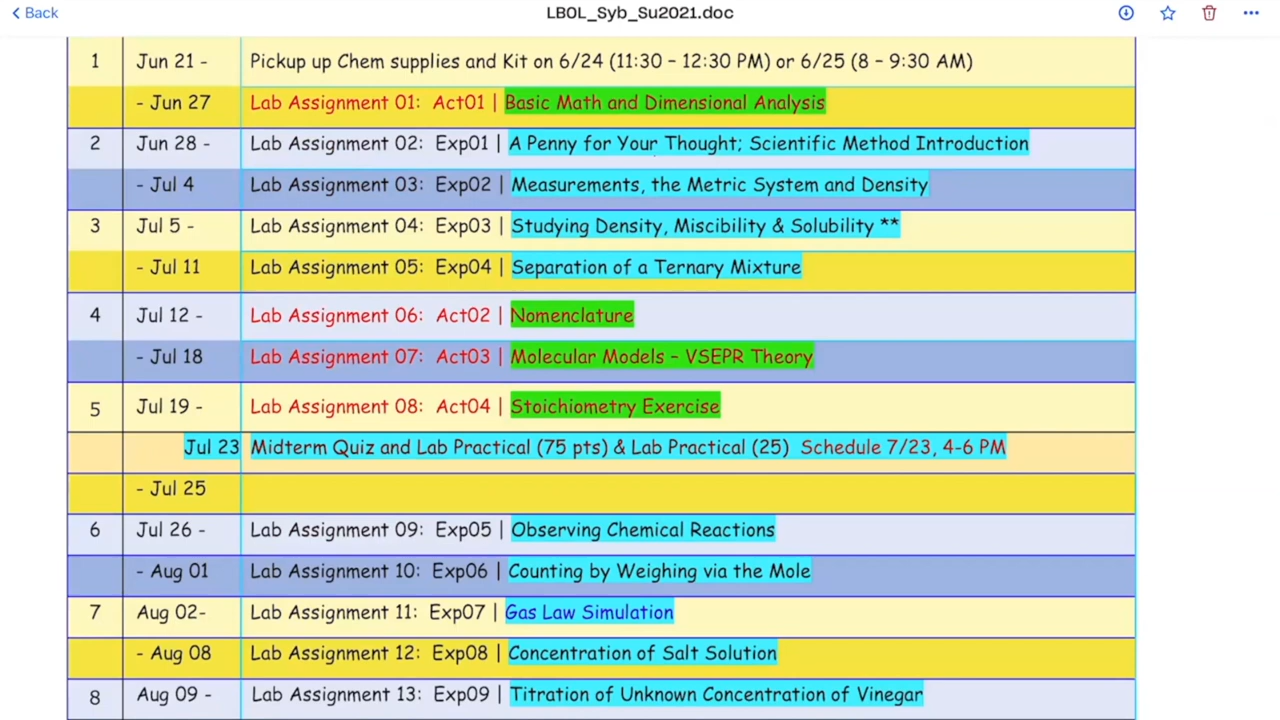 Back
LBOL_Syb_Su2021.doc
1 Jun 21 - Pickup up Chem supplies and Kit on 6/24 (11:30 – 12:30 PM) or 6/25 (8 – 9:30 AM)
- Jun 27 Lab Assignment 01: Act01 | Basic Math and Dimensional Analysis
2 Jun 28 - Lab Assignment 02: Exp01 | A Penny for Your Thought; Scientific Method Introduction
- Jul 4 Lab Assignment 03: Exp02 | Measurements, the Metric System and Density
3 Jul 5 - Lab Assignment 04: Exp03 | Studying Density, Miscibility & Solubility **
- Jul 11 Lab Assignment 05: Exp04 | Separation of a Ternary Mixture
4 Jul 12 - Lab Assignment 06: Act02 | Nomenclature
- Jul 18 Lab Assignment 07: Act03 | Molecular Models – VSEPR Theory
5 Jul 19 - Lab Assignment 08: Act04 | Stoichiometry Exercise
Jul 23 Midterm Quiz and Lab Practical (75 pts) & Lab Practical (25) Schedule 7/23, 4-6 PM
- Jul 25
6 Jul 26 - Lab Assignment 09: Exp05 | Observing Chemical Reactions
- Aug 01 Lab Assignment 10: Exp06 | Counting by Weighing via the Mole
7 Aug 02- Lab Assignment 11: Exp07 | Gas Law Simulation
- Aug 08 Lab Assignment 12: Exp08 | Concentration of Salt Solution
8 Aug 09 - Lab Assignment 13: Exp09 | Titration of Unknown Concentration of Vinegar